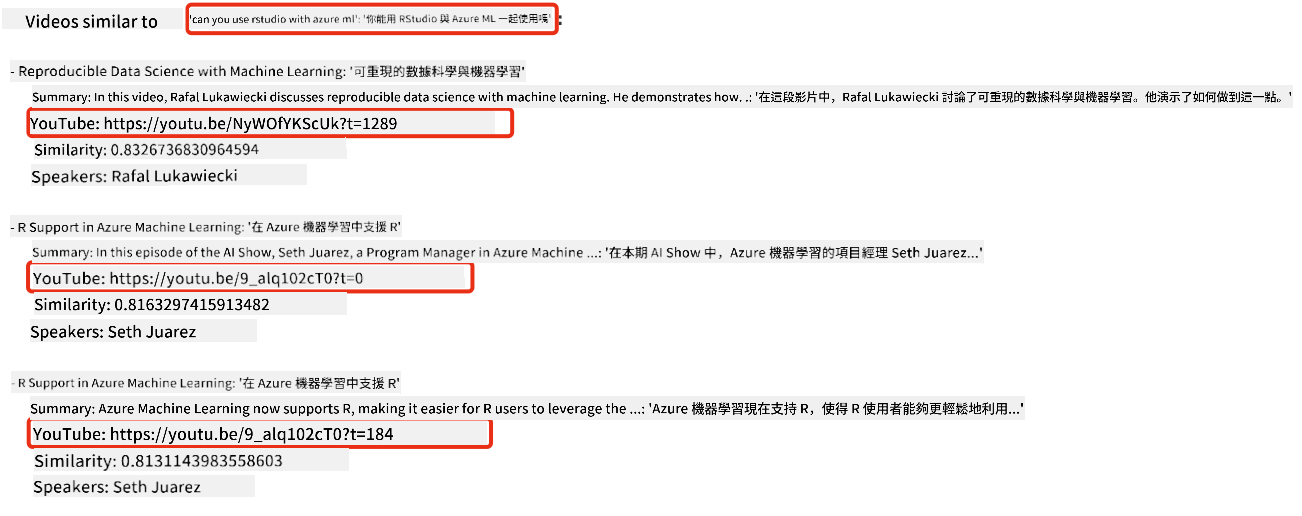 Videos similar to 'can you use rstudio with azure ml': '你能用 RStudio 與 Azure ML 一起使用嗎' :
- Reproducible Data Science with Machine Learning: '可重現的數據科學與機器學習'
Summary: In this video, Rafal Lukawiecki discusses reproducible data science with machine learning. He demonstrates how. .: '在這段影片中，Rafal Lukawiecki 討論了可重現的數據科學與機器學習。他演示了如何做到這一點。'
YouTube: https://youtu.be/NyWOfYKScUk?t=1289
Similarity: 0.8326736830964594
Speakers: Rafal Lukawiecki
- R Support in Azure Machine Learning: '在 Azure 機器學習中支援 R'
Summary: In this episode of the AI Show, Seth Juarez, a Program Manager in Azure Machine ...: '在本期 AI Show 中，Azure 機器學習的項目經理 Seth Juarez...'
YouTube: https://youtu.be/9_alq102cT0?t=0
Similarity: 0.8163297415913482
Speakers: Seth Juarez
- R Support in Azure Machine Learning: '在 Azure 機器學習中支援 R'
Summary: Azure Machine Learning now supports R, making it easier for R users to leverage the ...: 'Azure 機器學習現在支持 R，使得 R 使用者能夠更輕鬆地利用...'
YouTube: https://youtu.be/9_alq102cT0?t=184
Similarity: 0.8131143983558603
Speakers: Seth Juarez